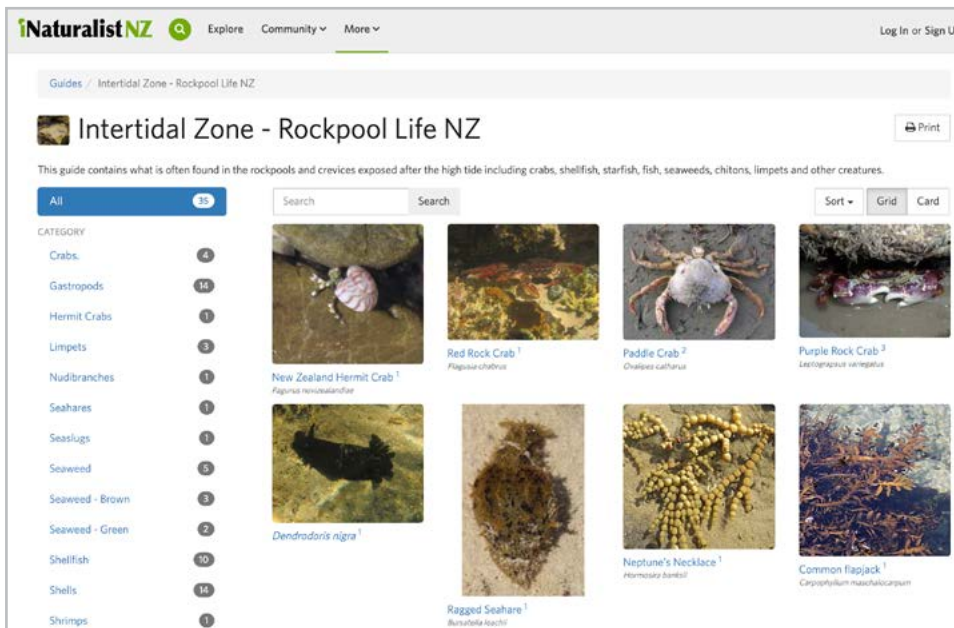 iNaturalistNZ Explore Community More Log In or Sign U
Guides / Intertidal Zone - Rockpool Life NZ
Intertidal Zone - Rockpool Life NZ
Print
This guide contains what is often found in the rockpools and crevices exposed after the high tide including crabs, shellfish, starfish, fish, seaweeds, chitons, limpets and other creatures.
All 35
Search Search
Sort Grid Card
CATEGORY
Crabs. 4
Gastropods 14
Hermit Crabs 1
Limpets 3
Nudibranches 1
Seahares 1
Seaslugs 1
Seaweed 5
Seaweed - Brown 3
Seaweed - Green 2
Shellfish 10
Shells 14
Shrimps 1
New Zealand Hermit Crab 1
Pagurus novizealandiae
Red Rock Crab 1
Plagusia chabrus
Paddle Crab 2
Ovalipes catharus
Purple Rock Crab 3
Leptograpsus variegatus
Dendrodoris nigra 1
Ragged Seahare 1
Bursatella leachii
Neptune's Necklace 1
Hormosira banksii
Common flapjack 1
Carpophyllum maschalocarpum